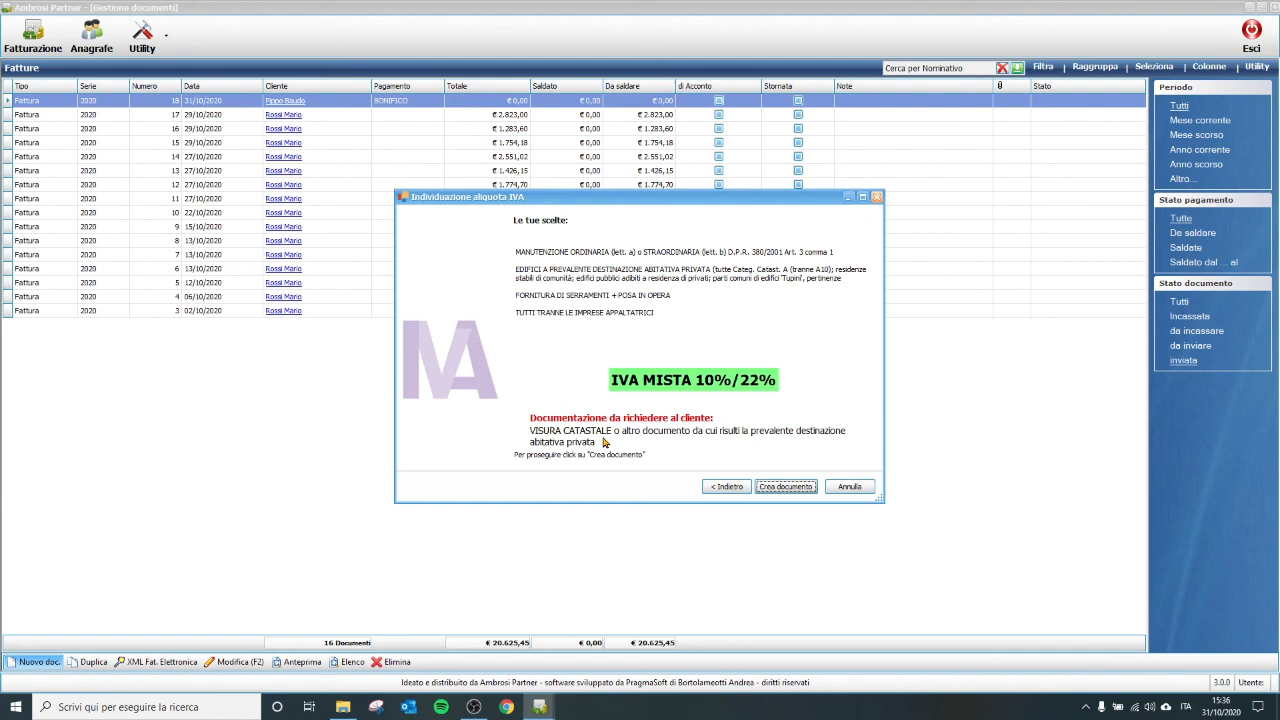 Ambrosi Partner - [Gestione documenti]
Fatturazione Anagrafe Utility Esci
Fatture
Cerca per Nominativo Filtra Raggruppa Seleziona Colonne Utility
Tipo Serie Numero Data Cliente Pagamento Totale Saldato Da saldare di Acconto Stornata Note Stato
Fattura 2020 18 31/10/2020 Pippo Baudo BONIFICO € 0,00 € 0,00 € 0,00
Fattura 2020 17 29/10/2020 Rossi Mario € 2.823,00 € 0,00 € 2.823,00
Fattura 2020 16 29/10/2020 Rossi Mario € 1.283,60 € 0,00 € 1.283,60
Fattura 2020 15 29/10/2020 Rossi Mario € 1.754,18 € 0,00 € 1.754,18
Fattura 2020 14 27/10/2020 Rossi Mario € 2.551,02 € 0,00 € 2.551,02
Fattura 2020 13 27/10/2020 Rossi Mario € 1.426,15 € 0,00 € 1.426,15
Fattura 2020 12 27/10/2020 Rossi Mario € 1.774,70 € 0,00 € 1.774,70
Fattura 2020 11 27/10/2020 Rossi Mario
Fattura 2020 10 22/10/2020 Rossi Mario
Fattura 2020 9 15/10/2020 Rossi Mario
Fattura 2020 8 13/10/2020 Rossi Mario
Fattura 2020 7 13/10/2020 Rossi Mario
Fattura 2020 6 13/10/2020 Rossi Mario
Fattura 2020 5 12/10/2020 Rossi Mario
Fattura 2020 4 06/10/2020 Rossi Mario
Fattura 2020 3 02/10/2020 Rossi Mario
Individuazione aliquota IVA
Le tue scelte:
MANUTENZIONE ORDINARIA (lett. a) o STRAORDINARIA (lett. b) D.P.R. 380/2001 Art. 3 comma 1
EDIFICI A PREVALENTE DESTINAZIONE ABITATIVA PRIVATA (tutte Categ. Catast. A (tranne A10); residenze
stabili di comunità; edifici pubblici adibiti a residenza di privati; parti comuni di edifici 'Tupini', pertinenze
FORNITURA DI SERRAMENTI + POSA IN OPERA
TUTTI TRANNE LE IMPRESE APPALTATRICI
IVA
IVA MISTA 10%/22%
Documentazione da richiedere al cliente:
VISURA CATASTALE o altro documento da cui risulti la prevalente destinazione
abitativa privata
Per proseguire click su "Crea documento"
< Indietro Crea documento Annulla
Periodo
Tutti
Mese corrente
Mese scorso
Anno corrente
Anno scorso
Altro...
Stato pagamento
Tutte
Da saldare
Saldate
Saldato dal ... al
Stato documento
Tutti
Incassata
da incassare
da inviare
inviata
16 Documenti € 20.625,45 € 0,00 € 20.625,45
Nuovo doc. Duplica XML Fat. Elettronica Modifica (F2) Anteprima Elenco Elimina
Ideato e distribuito da Ambrosi Partner - software sviluppato da PragmaSoft di Bortolameotti Andrea - diritti riservati 3.0.0 Utente:
Scrivi qui per eseguire la ricerca ITA 15:36
31/10/2020